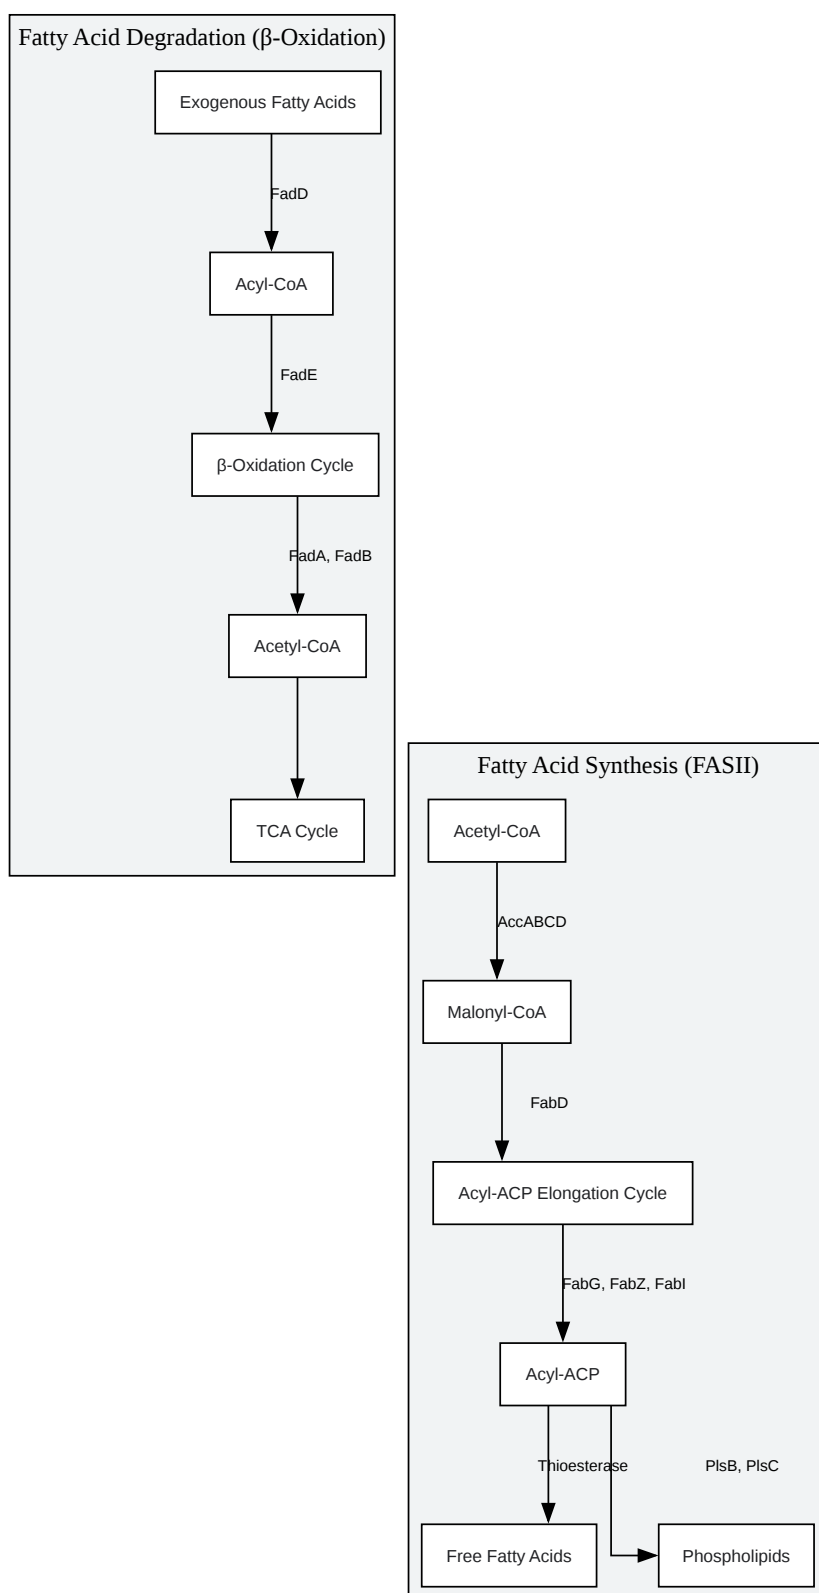 Fatty Acid Degradation (β-Oxidation)
Exogenous Fatty Acids
FadD
Acyl-CoA
FadE
β-Oxidation Cycle
FadA, FadB
Acetyl-CoA
TCA Cycle
Fatty Acid Synthesis (FASII)
Acetyl-CoA
AccABCD
Malonyl-CoA
FabD
Acyl-ACP Elongation Cycle
FabG, FabZ, FabI
Acyl-ACP
Thioesterase
PlsB, PlsC
Free Fatty Acids
Phospholipids